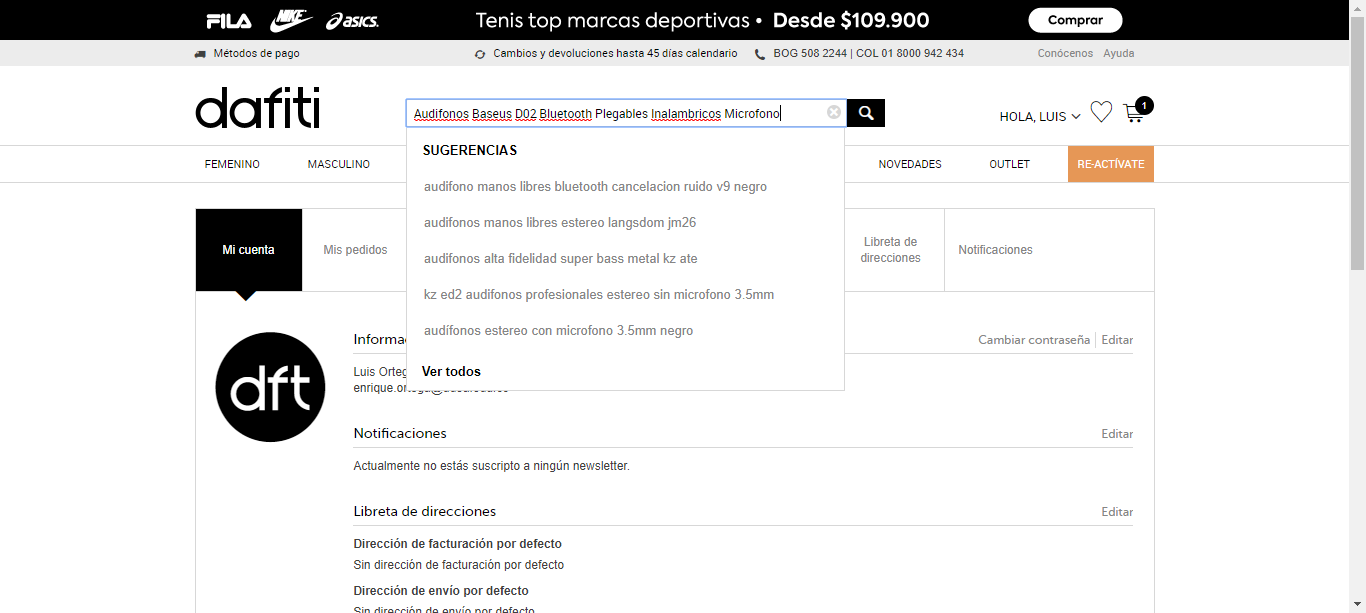 FILA NIKE asics. Tenis top marcas deportivas • Desde $109.900 Comprar
Métodos de pago Cambios y devoluciones hasta 45 días calendario BOG 508 2244 | COL 01 8000 942 434 Conócenos Ayuda
dafiti
Audifonos Baseus D02 Bluetooth Plegables Inalambricos Microfono
HOLA, LUIS
1
FEMENINO MASCULINO NOVEDADES OUTLET RE-ACTÍVATE
SUGERENCIAS
audifono manos libres bluetooth cancelacion ruido v9 negro
audifonos manos libres estereo langsdom jm26
audifonos alta fidelidad super bass metal kz ate
kz ed2 audifonos profesionales estereo sin microfono 3.5mm
audífonos estereo con microfono 3.5mm negro
Ver todos
Mi cuenta Mis pedidos
Libreta de
direcciones
Notificaciones
dft
Informa
Cambiar contraseña Editar
Luis Orteg
Notificaciones Editar
Actualmente no estás suscripto a ningún newsletter.
Libreta de direcciones Editar
Dirección de facturación por defecto
Sin dirección de facturación por defecto
Dirección de envío por defecto
Sin dirección de envío por defecto